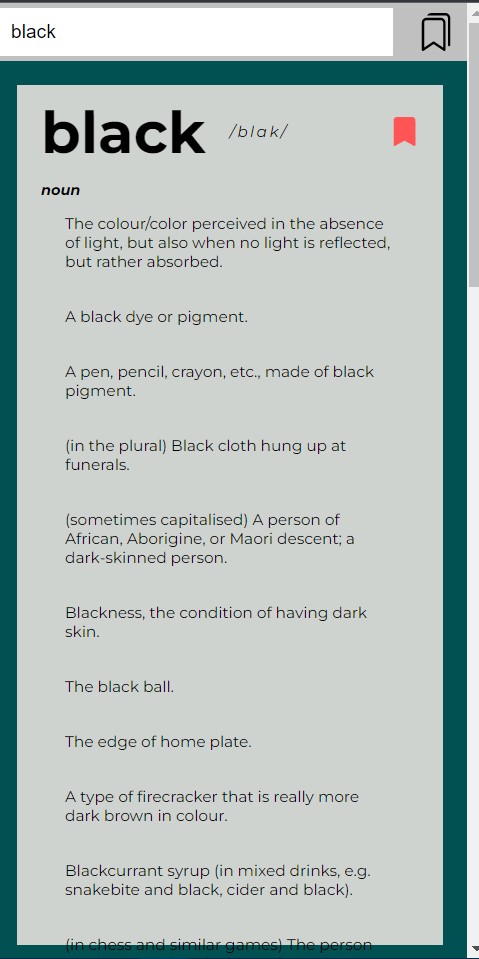 black
black /blak/
noun
The colour/color perceived in the absence
of light, but also when no light is reflected,
but rather absorbed.
A black dye or pigment.
A pen, pencil, crayon, etc., made of black
pigment.
(in the plural) Black cloth hung up at
funerals.
(sometimes capitalised) A person of
African, Aborigine, or Maori descent; a
dark-skinned person.
Blackness, the condition of having dark
skin.
The black ball.
The edge of home plate.
A type of firecracker that is really more
dark brown in colour.
Blackcurrant syrup (in mixed drinks, e.g.
snakebite and black, cider and black).
(in chess and similar games) The person